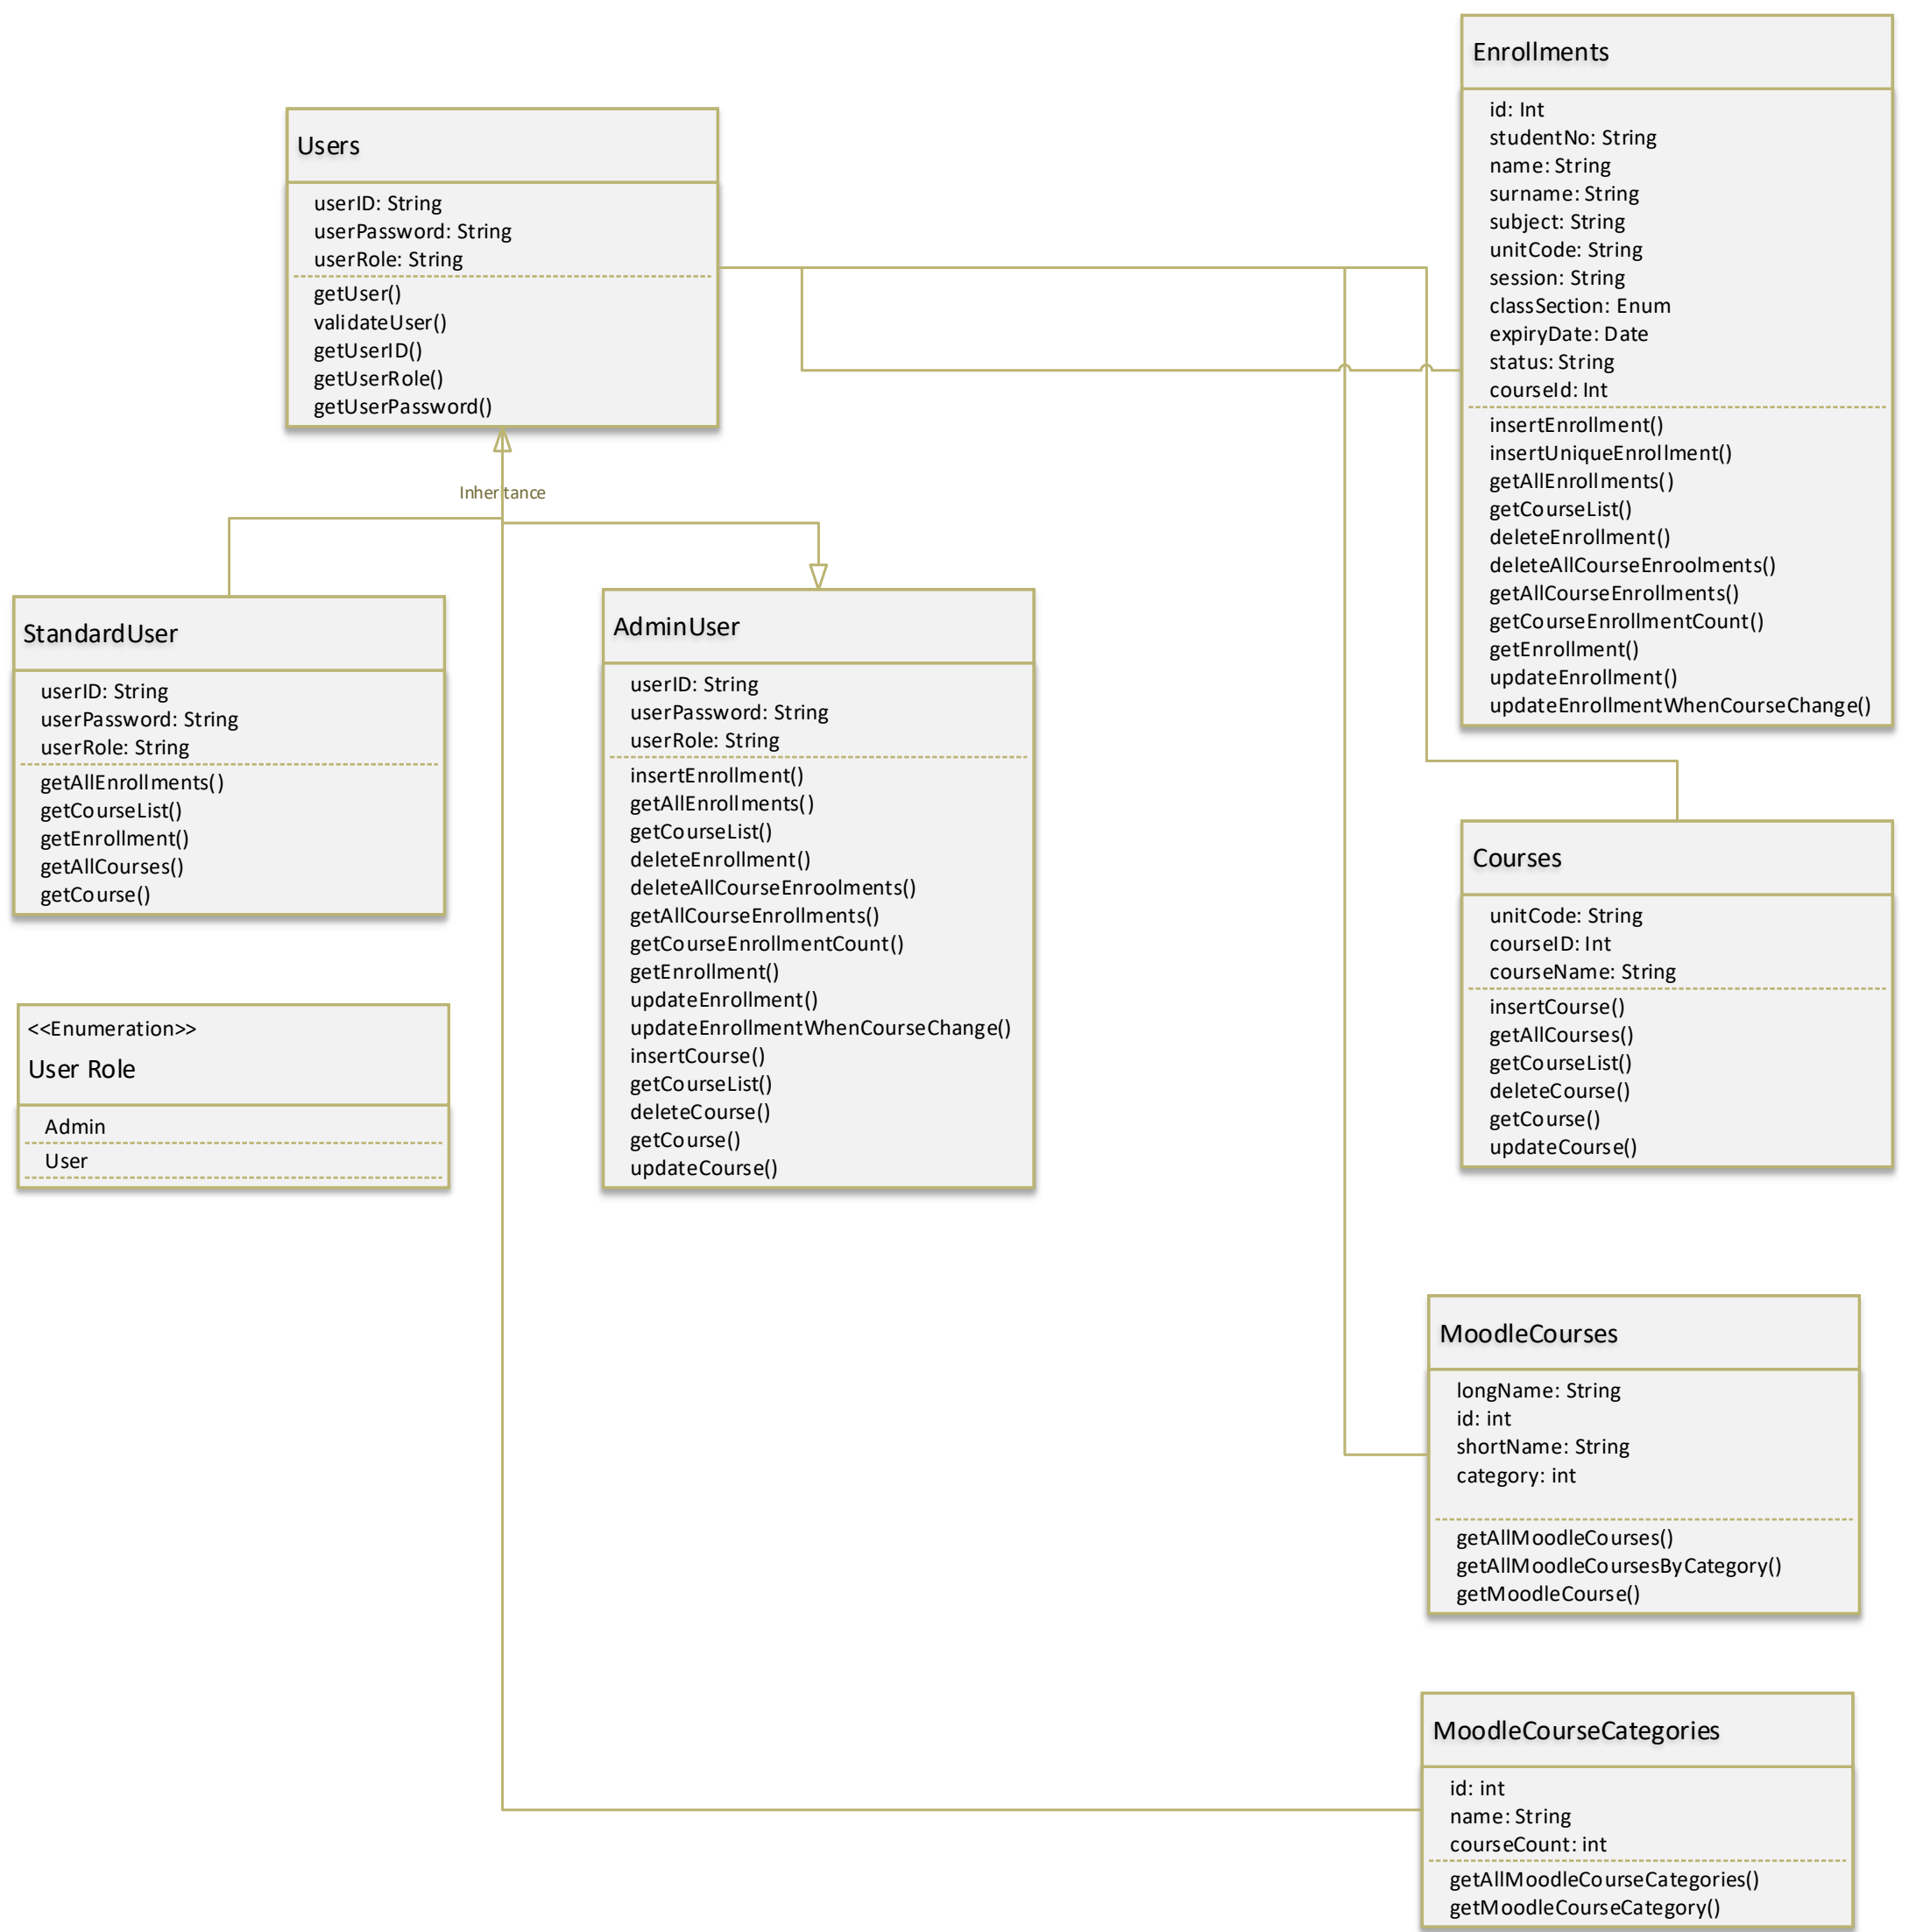 Users
userID: String
userPassword: String
userRole: String
getUser()
validateUser()
getUserID()
getUserRole()
getUserPassword()
Inheritance
StandardUser
userID: String
userPassword: String
userRole: String
getAllEnrollments()
getCourseList()
getEnrollment()
getAllCourses()
getCourse()
<<Enumeration>>
User Role
Admin
User
AdminUser
userID: String
userPassword: String
userRole: String
insertEnrollment()
getAllEnrollments()
getCourseList()
deleteEnrollment()
deleteAllCourseEnroolments()
getAllCourseEnrollments()
getCourseEnrollmentCount()
getEnrollment()
updateEnrollment()
updateEnrollmentWhenCourseChange()
insertCourse()
getCourseList()
deleteCourse()
getCourse()
updateCourse()
Enrollments
id: Int
studentNo: String
name: String
surname: String
subject: String
unitCode: String
session: String
classSection: Enum
expiryDate: Date
status: String
courseId: Int
insertEnrollment()
insertUniqueEnrollment()
getAllEnrollments()
getCourseList()
deleteEnrollment()
deleteAllCourseEnroolments()
getAllCourseEnrollments()
getCourseEnrollmentCount()
getEnrollment()
updateEnrollment()
updateEnrollmentWhenCourseChange()
Courses
unitCode: String
courseID: Int
courseName: String
insertCourse()
getAllCourses()
getCourseList()
deleteCourse()
getCourse()
updateCourse()
MoodleCourses
longName: String
id: int
shortName: String
category: int
getAllMoodleCourses()
getAllMoodleCoursesByCategory()
getMoodleCourse()
MoodleCourseCategories
id: int
name: String
courseCount: int
getAllMoodleCourseCategories()
getMoodleCourseCategory()